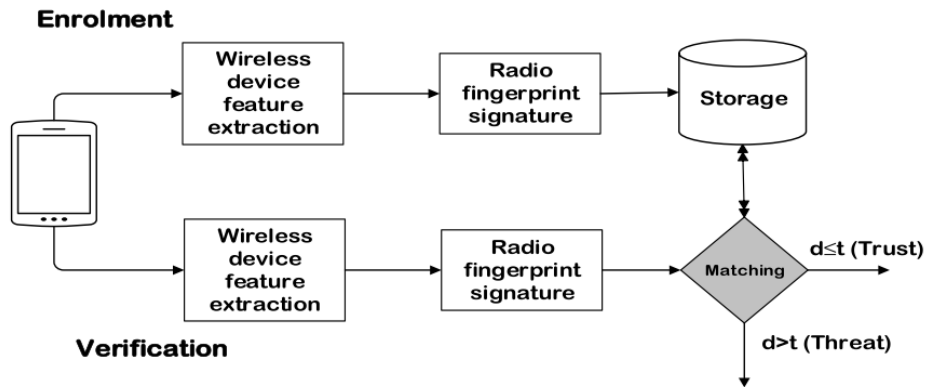 Enrolment
Wireless
device
feature
extraction
Radio
fingerprint
signature
Storage
Wireless
device
feature
extraction
Radio
fingerprint
signature
Matching
d≤t (Trust)
d>t (Threat)
Verification